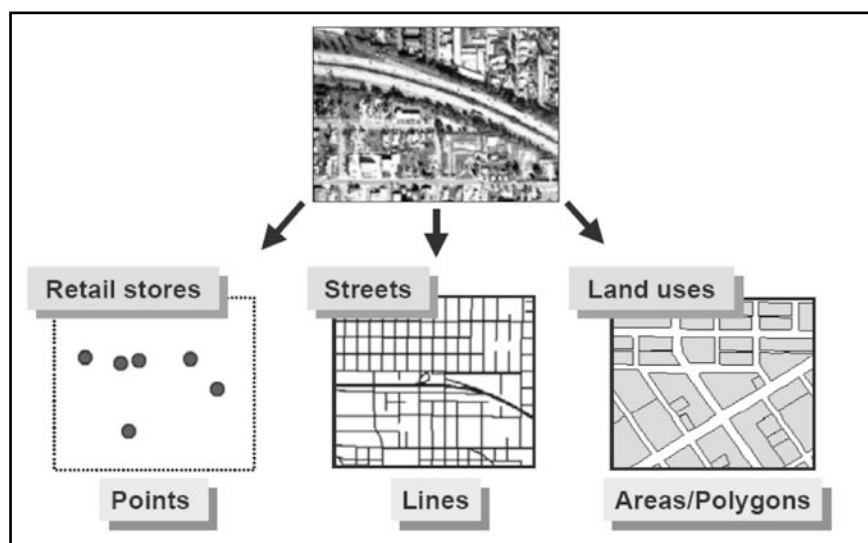 Retail stores
Streets
Land uses
Points
Lines
Areas/Polygons